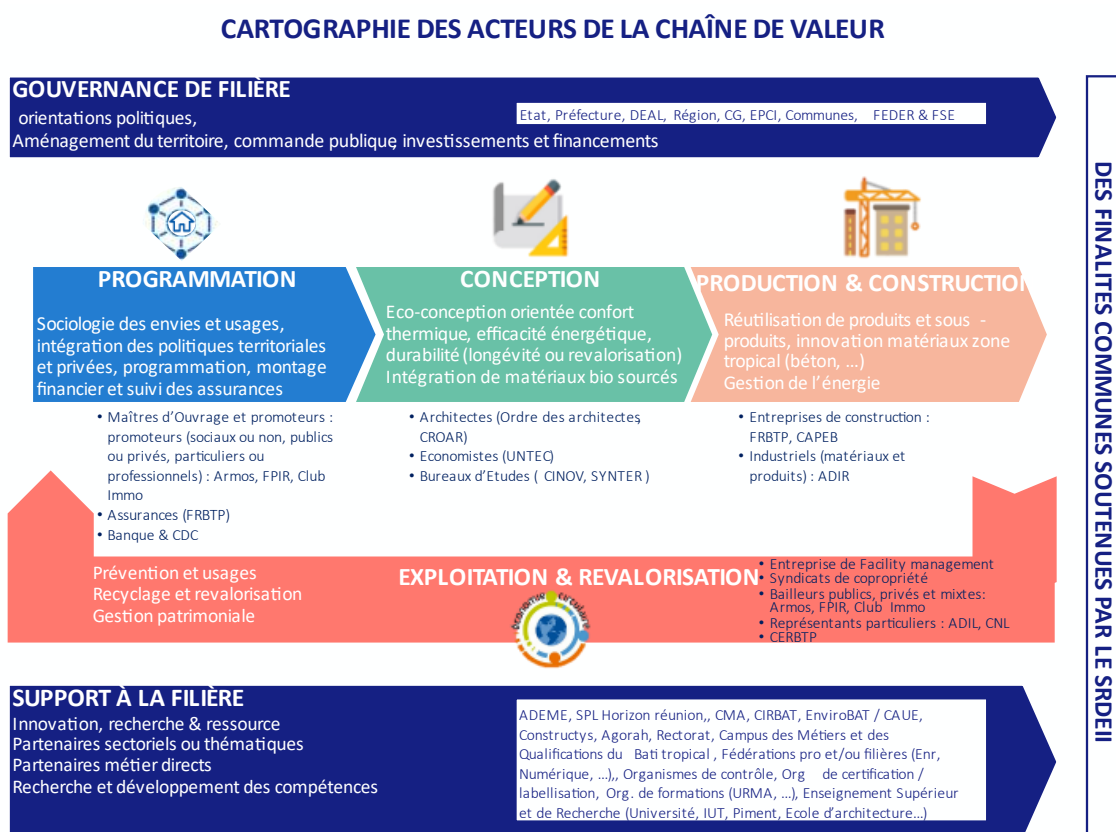 CARTOGRAPHIE DES ACTEURS DE LA CHAÎNE DE VALEUR
GOUVERNANCE DE FILIÈRE
orientations politiques,
Aménagement du territoire, commande publique, investissements et financements
Etat, Préfecture, DEAL, Région, CG, EPCI, Communes, FEDER & FSE
PROGRAMMATION
Sociologie des envies et usages,
intégration des politiques territoriales
et privées, programmation, montage
financier et suivi des assurances
• Maîtres d'Ouvrage et promoteurs :
promoteurs (sociaux ou non, publics
ou privés, particuliers ou
professionnels) : Armos, FPIR, Club
Immo
• Assurances (FRBTP)
• Banque & CDC
CONCEPTION
Eco-conception orientée confort
thermique, efficacité énergétique,
durabilité (longévité ou revalorisation)
Intégration de matériaux bio sourcés
• Architectes (Ordre des architectes,
CROAR)
• Economistes (UNTEC)
• Bureaux d'Etudes ( CINOV, SYNTER )
PRODUCTION & CONSTRUCTION
Réutilisation de produits et sous -
produits, innovation matériaux zone
tropical (béton, ...)
Gestion de l'énergie
• Entreprises de construction :
FRBTP, CAPEB
• Industriels (matériaux et
produits) : ADIR
Prévention et usages
Recyclage et revalorisation
Gestion patrimoniale
EXPLOITATION & REVALORISATION
économie circulaire
• Entreprise de Facility management
• Syndicats de copropriété
• Bailleurs publics, privés et mixtes:
Armos, FPIR, Club Immo
• Représentants particuliers : ADIL, CNL
• CERBTP
SUPPORT À LA FILIÈRE
Innovation, recherche & ressource
Partenaires sectoriels ou thématiques
Partenaires métier directs
Recherche et développement des compétences
ADEME, SPL Horizon réunion,, CMA, CIRBAT, EnviroBAT / CAUE,
Constructys, Agorah, Rectorat, Campus des Métiers et des
Qualifications du Bati tropical , Fédérations pro et/ou filières (Enr,
Numérique, ...),, Organismes de contrôle, Org de certification /
labellisation, Org. de formations (URMA, ...), Enseignement Supérieur
et de Recherche (Université, IUT, Piment, Ecole d'architecture...)
DES FINALITES COMMUNES SOUTENUES PAR LE SRDEII